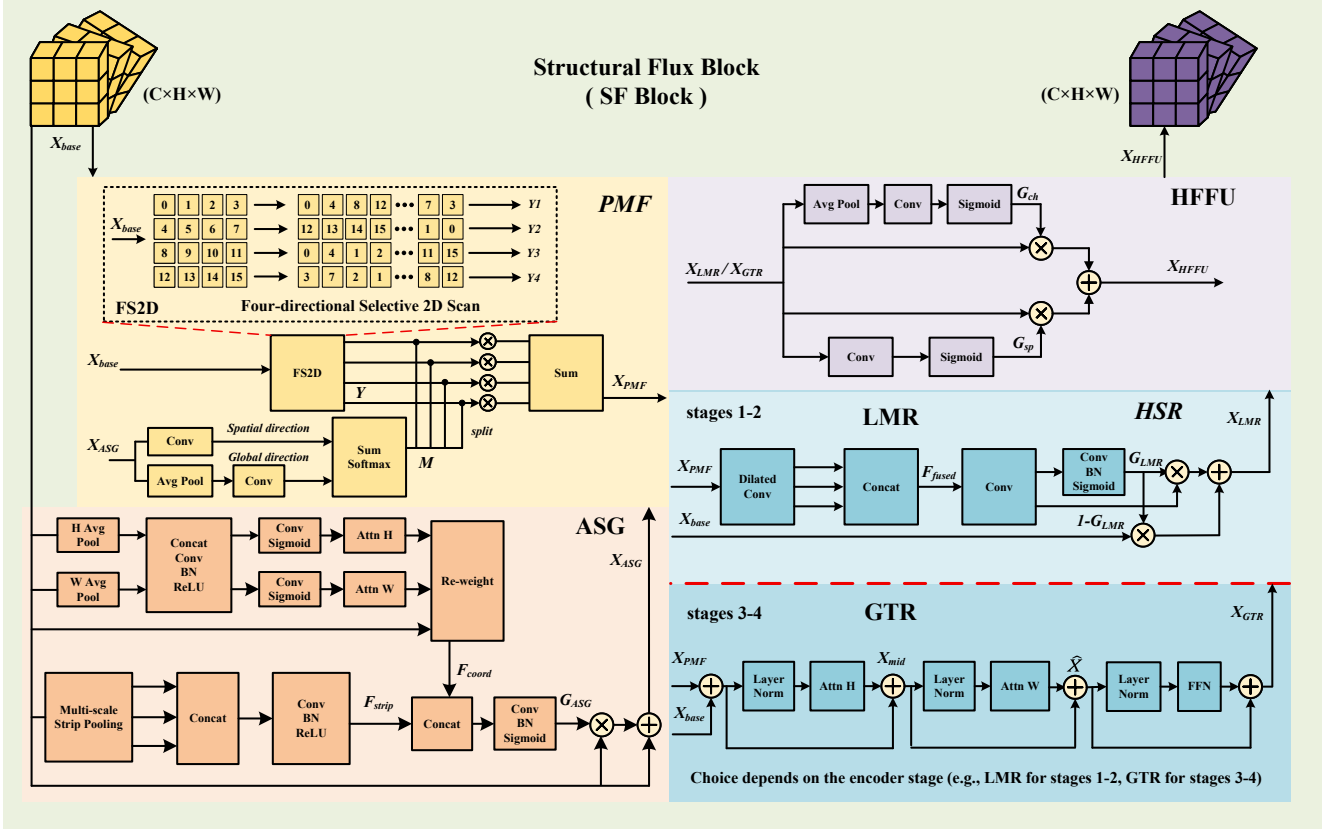 Structural Flux Block
( SF Block )
(C×H×W)
(C×H×W)
X_base
X_HFFU
PMF
0 1 2 3 0 4 8 12 ••• 7 3 Y1
4 5 6 7 12 13 14 15 ••• 1 0 Y2
8 9 10 11 0 4 1 2 ••• 11 15 Y3
12 13 14 15 3 7 2 1 ••• 8 12 Y4
X_base
FS2D
Four-directional Selective 2D Scan
X_base
FS2D
Y
Sum
X_PMF
X_ASG
Conv
Spatial direction
Avg Pool
Global direction
Conv
Sum
Softmax
M
split
ASG
H Avg
Pool
W Avg
Pool
Concat
Conv
BN
ReLU
Conv
Sigmoid
Attn H
Conv
Sigmoid
Attn W
Re-weight
X_ASG
F_coord
Multi-scale
Strip Pooling
Concat
Conv
BN
ReLU
F_strip
Concat
Conv
BN
Sigmoid
G_ASG
HFFU
Avg Pool
Conv
Sigmoid
G_ch
X_LMR / X_GTR
X_HFFU
Conv
Sigmoid
G_sp
stages 1-2
LMR
HSR
X_LMR
X_PMF
Dilated
Conv
Concat
F_fused
Conv
Conv
BN
Sigmoid
G_LMR
X_base
1-G_LMR
stages 3-4
GTR
X_GTR
X_PMF
X_base
Layer
Norm
Attn H
X_mid
Layer
Norm
Attn W
X̂
Layer
Norm
FFN
Choice depends on the encoder stage (e.g., LMR for stages 1-2, GTR for stages 3-4)